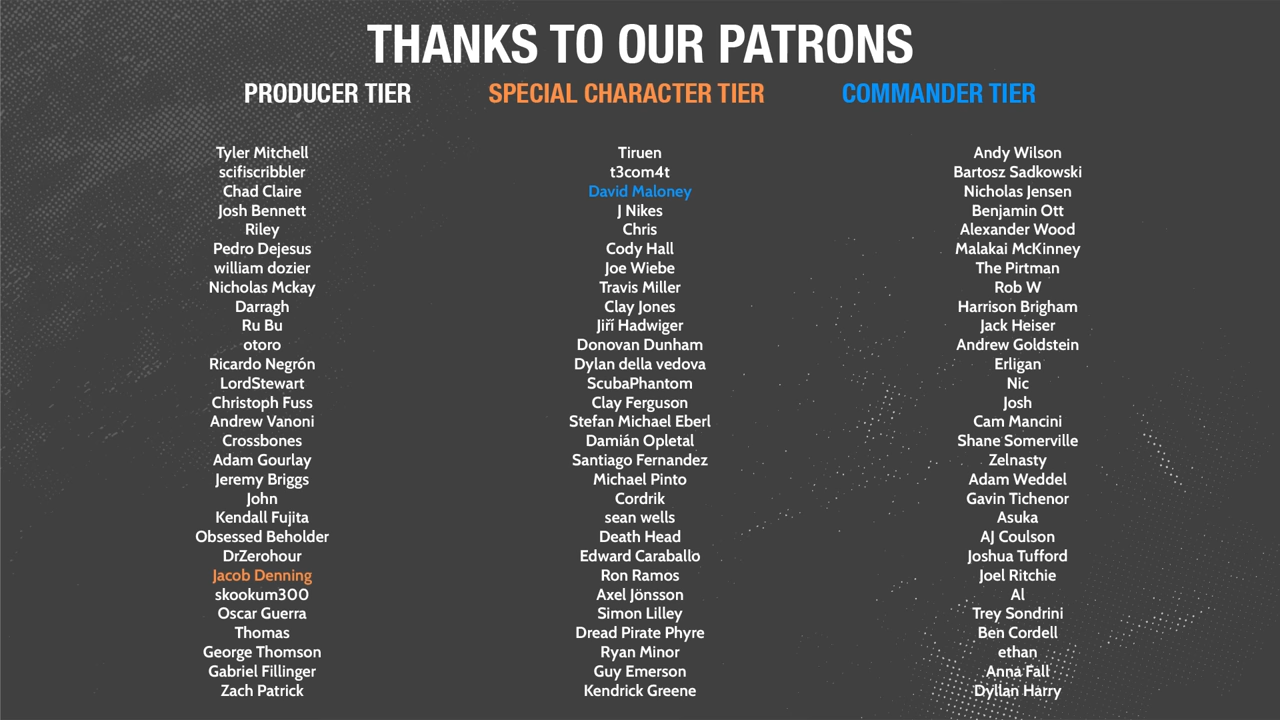 THANKS TO OUR PATRONS
PRODUCER TIER
SPECIAL CHARACTER TIER
COMMANDER TIER
Tyler Mitchell
scifiscribbler
Chad Claire
Josh Bennett
Riley
Pedro Dejesus
william dozier
Nicholas Mckay
Darragh
Ru Bu
otoro
Ricardo Negrón
LordStewart
Christoph Fuss
Andrew Vanoni
Crossbones
Adam Gourlay
Jeremy Briggs
John
Kendall Fujita
Obsessed Beholder
DrZerohour
Jacob Denning
skookum300
Oscar Guerra
Thomas
George Thomson
Gabriel Fillinger
Zach Patrick
Tiruen
t3com4t
David Maloney
J Nikes
Chris
Cody Hall
Joe Wiebe
Travis Miller
Clay Jones
Jiří Hadwiger
Donovan Dunham
Dylan della vedova
ScubaPhantom
Clay Ferguson
Stefan Michael Eberl
Damián Opletal
Santiago Fernandez
Michael Pinto
Cordrik
sean wells
Death Head
Edward Caraballo
Ron Ramos
Axel Jönsson
Simon Lilley
Dread Pirate Phyre
Ryan Minor
Guy Emerson
Kendrick Greene
Andy Wilson
Bartosz Sadkowski
Nicholas Jensen
Benjamin Ott
Alexander Wood
Malakai McKinney
The Pirtman
Rob W
Harrison Brigham
Jack Heiser
Andrew Goldstein
Erligan
Nic
Josh
Cam Mancini
Shane Somerville
Zelnasty
Adam Weddel
Gavin Tichenor
Asuka
AJ Coulson
Joshua Tufford
Joel Ritchie
Al
Trey Sondrini
Ben Cordell
ethan
Anna Fall
Dyllan Harry